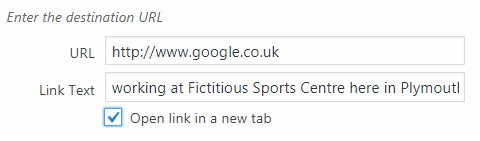 Enter the destination URL
URL http://www.google.co.uk
Link Text working at Fictitious Sports Centre here in
Open link in a new tab